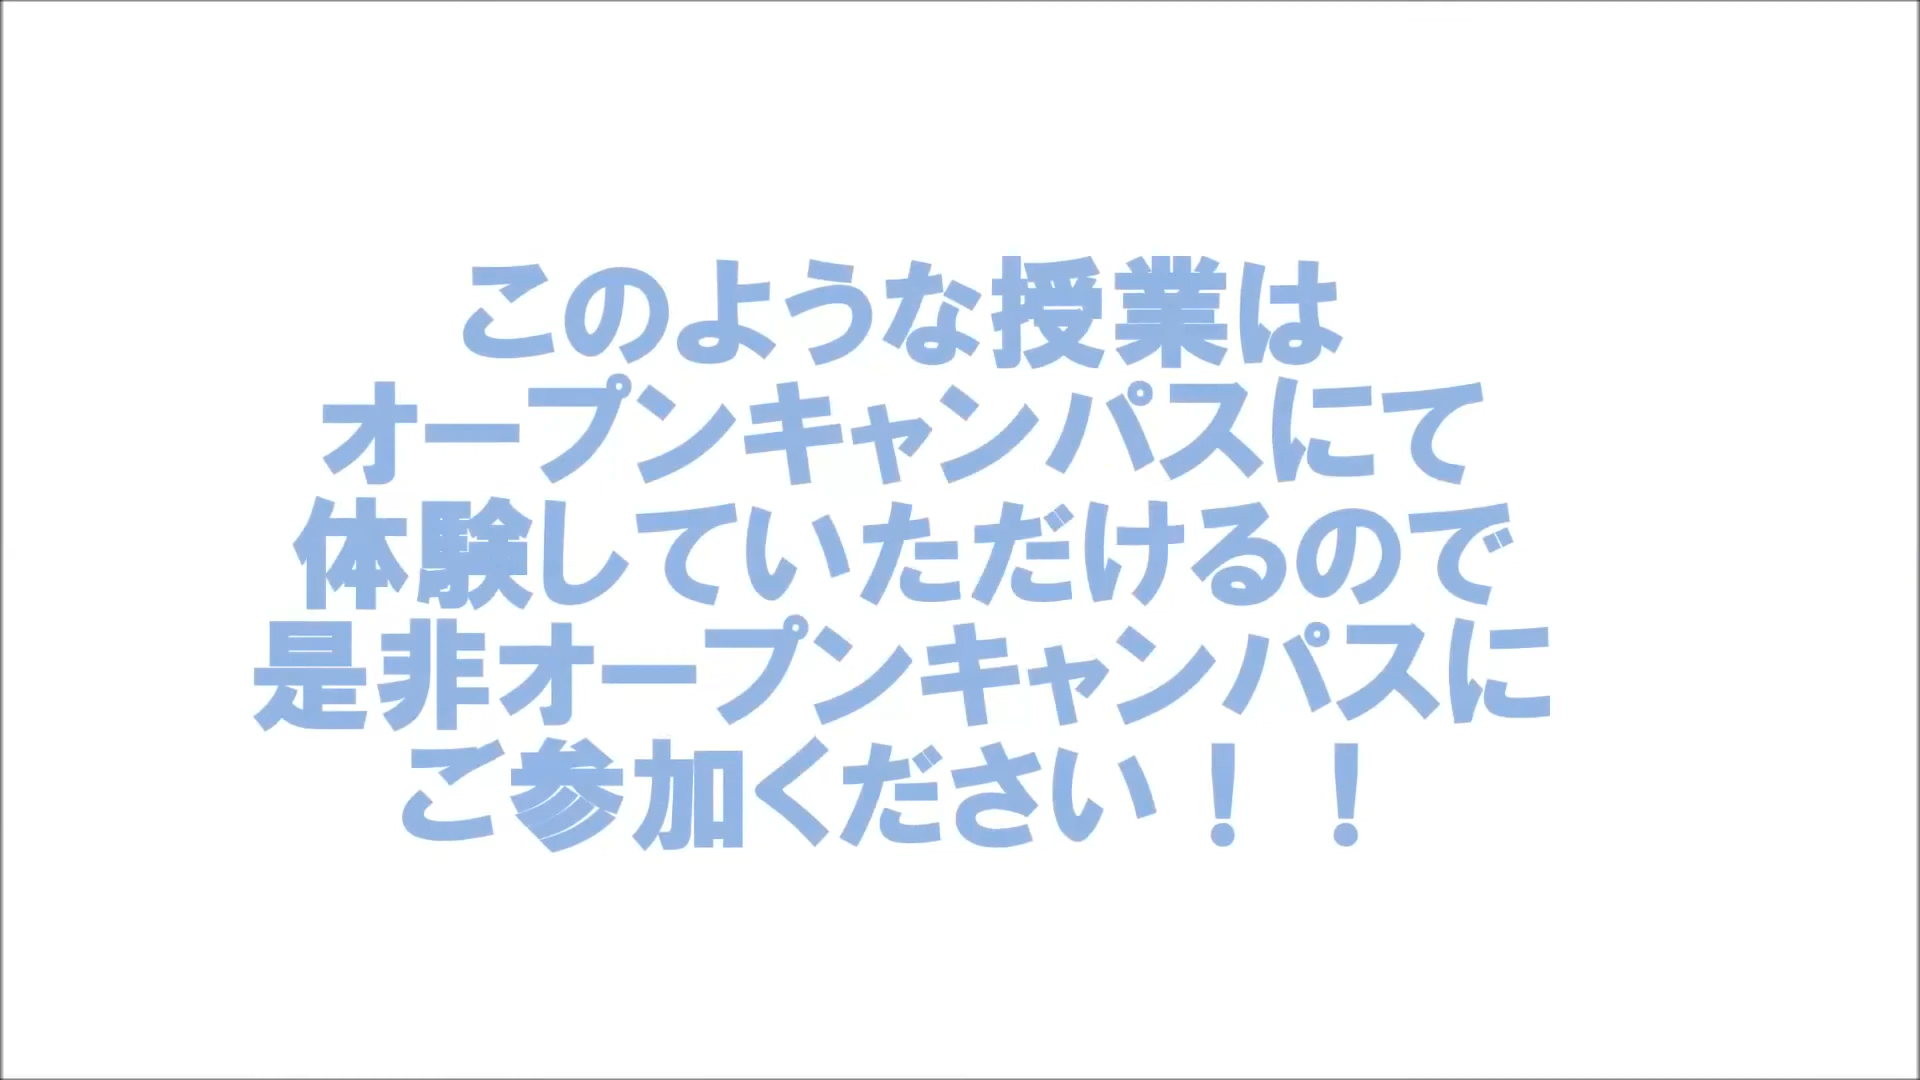 このような授業は
オープンキャンパスにて
体験していただけるので
是非オープンキャンパスに
ご参加ください！！